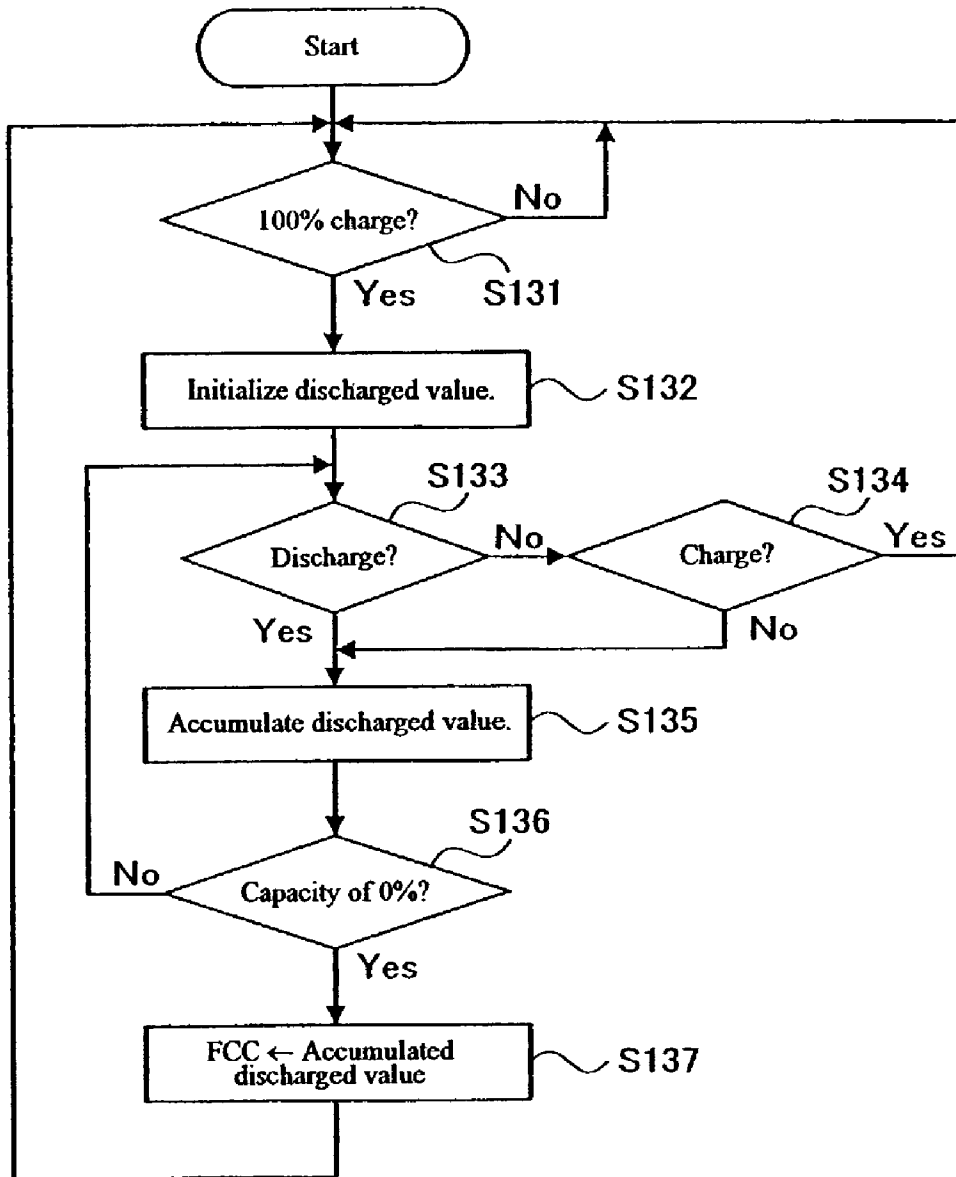 Start
100% charge?
No
S131
Yes
Initialize discharged value.
S132
S133
Discharge?
No
S134
Charge?
Yes
Yes
No
Accumulate discharged value.
S135
S136
Capacity of 0%?
No
Yes
FCC ← Accumulated
discharged value
S137